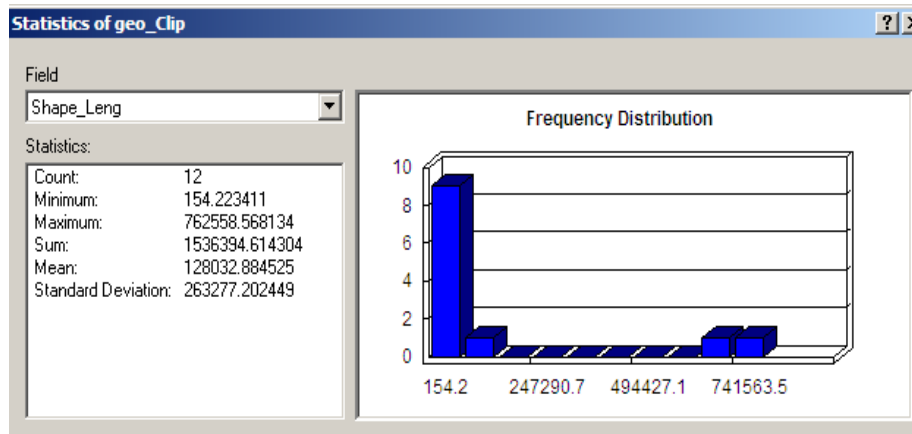 Statistics of geo_Clip
Field
Shape_Leng
Statistics:
Count: 12
Minimum: 154.223411
Maximum: 762558.568134
Sum: 1536394.614304
Mean: 128032.884525
Standard Deviation: 263277.202449
Frequency Distribution
10
8
6
4
2
0
154.2 247290.7 494427.1 741563.5